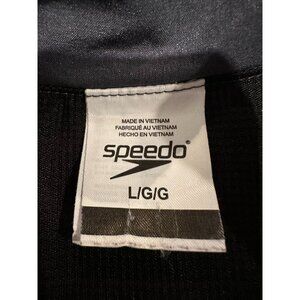 MADE IN VIETNAM
FABRIQUÉ AU VIETNAM
HECHO EN VIETNAM
speedo®
L/G/G